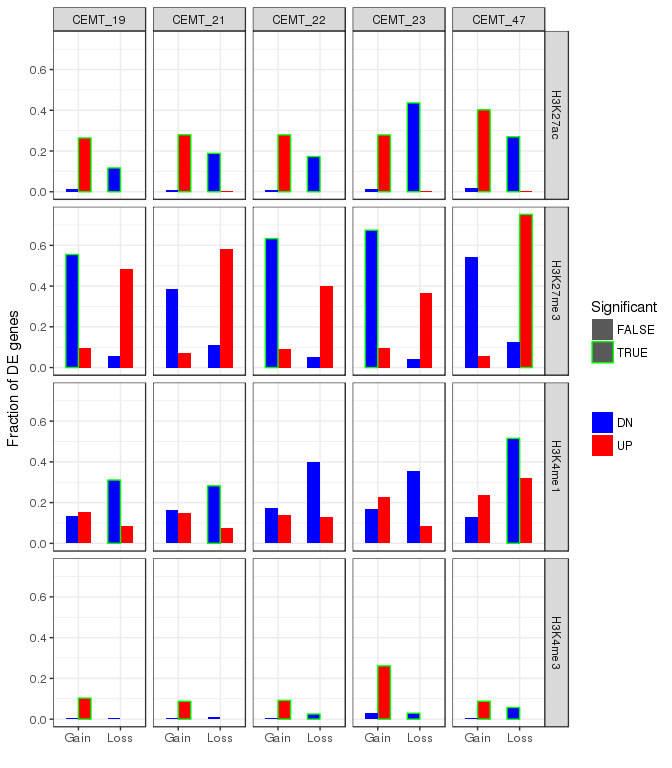 CEMT_19 CEMT_21 CEMT_22 CEMT_23 CEMT_47
0.6
0.4
0.2
0.0
H3K27ac
0.6
0.4
0.2
0.0
H3K27me3
0.6
0.4
0.2
0.0
H3K4me1
0.6
0.4
0.2
0.0
H3K4me3
Gain Loss Gain Loss Gain Loss Gain Loss Gain Loss
Fraction of DE genes
Significant
FALSE
TRUE
DN
UP